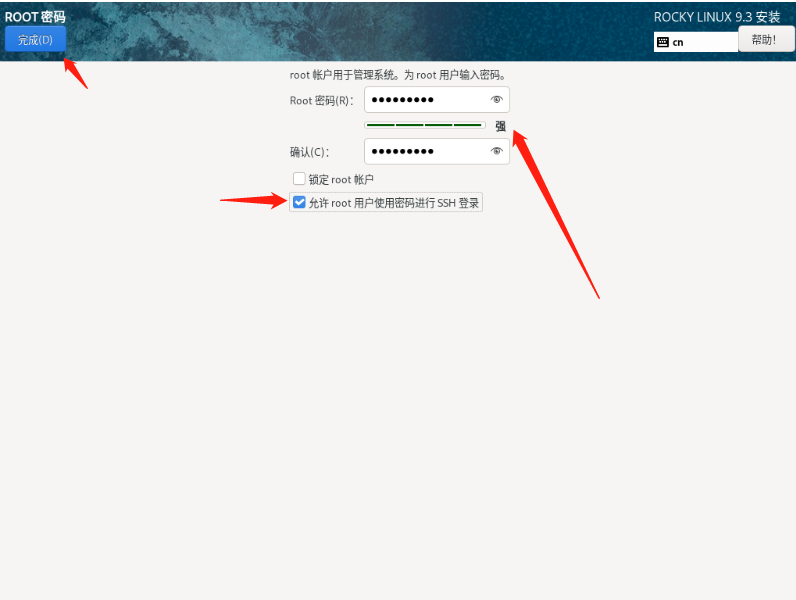 ROOT 密码
ROCKY LINUX 9.3 安装
完成(D)
cn
帮助!
root 帐户用于管理系统。为 root 用户输入密码。
Root 密码(R):
●●●●●●●●●
强
确认(C):
●●●●●●●●●
锁定 root 帐户
允许 root 用户使用密码进行 SSH 登录